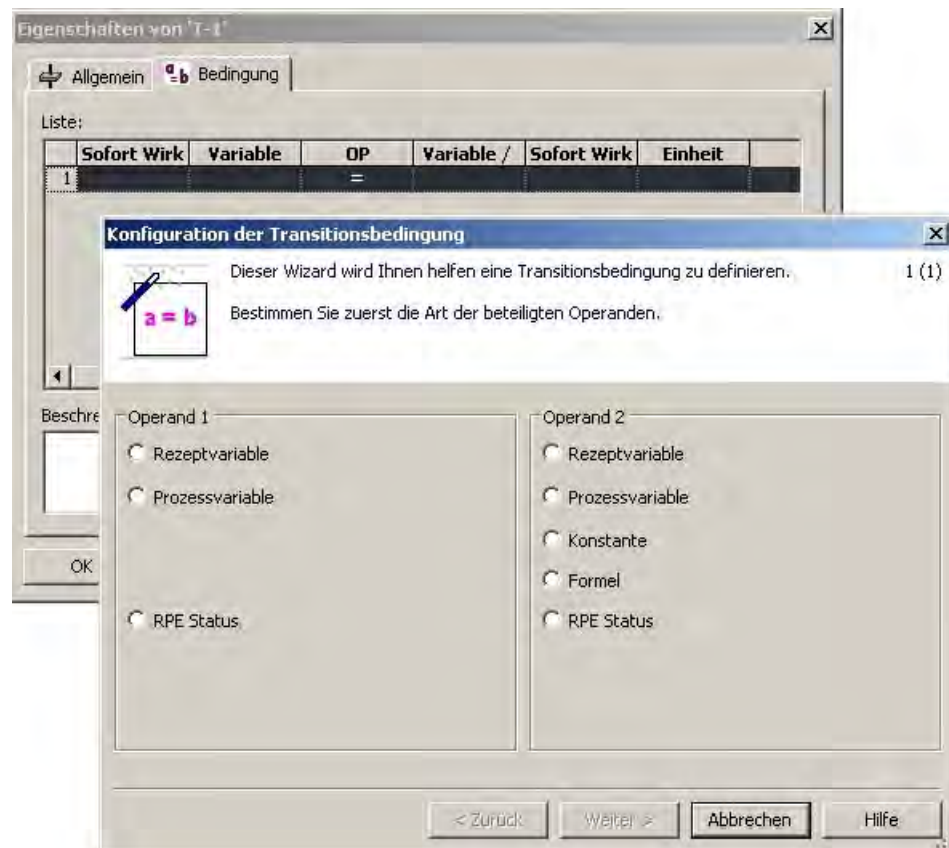 Eigenschaften von 'T-1'
Allgemein
a=b Bedingung
Liste:
Sofort Wirk Variable OP Variable / Sofort Wirk Einheit
1 =
Konfiguration der Transitionsbedingung
Dieser Wizard wird Ihnen helfen eine Transitionsbedingung zu definieren. 1 (1)
Bestimmen Sie zuerst die Art der beteiligten Operanden.
a = b
Beschre
Operand 1
Rezeptvariable
Prozessvariable
RPE Status
Operand 2
Rezeptvariable
Prozessvariable
Konstante
Formel
RPE Status
OK
< Zurück Weiter > Abbrechen Hilfe